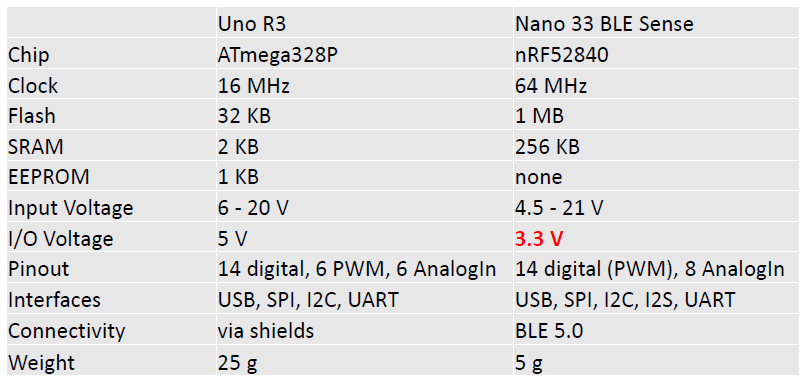 Uno R3 Nano 33 BLE Sense
Chip ATmega328P nRF52840
Clock 16 MHz 64 MHz
Flash 32 KB 1 MB
SRAM 2 KB 256 KB
EEPROM 1 KB none
Input Voltage 6 - 20 V 4.5 - 21 V
I/O Voltage 5 V 3.3 V
Pinout 14 digital, 6 PWM, 6 AnalogIn 14 digital (PWM), 8 AnalogIn
Interfaces USB, SPI, I2C, UART USB, SPI, I2C, I2S, UART
Connectivity via shields BLE 5.0
Weight 25 g 5 g